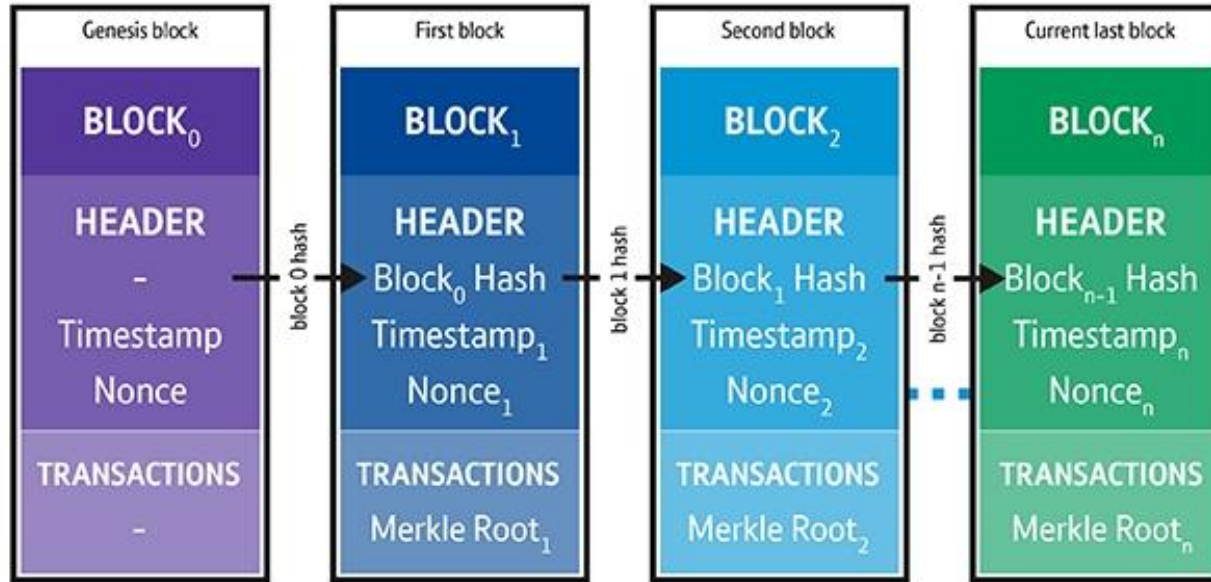 Genesis block
BLOCK₀
HEADER
-
Timestamp
Nonce
TRANSACTIONS
-
block 0 hash
First block
BLOCK₁
HEADER
Block₀ Hash
Timestamp₁
Nonce₁
TRANSACTIONS
Merkle Root₁
block 1 hash
Second block
BLOCK₂
HEADER
Block₁ Hash
Timestamp₂
Nonce₂
TRANSACTIONS
Merkle Root₂
block n-1 hash
Current last block
BLOCKₙ
HEADER
Blockₙ₋₁ Hash
Timestampₙ
Nonceₙ
TRANSACTIONS
Merkle Rootₙ